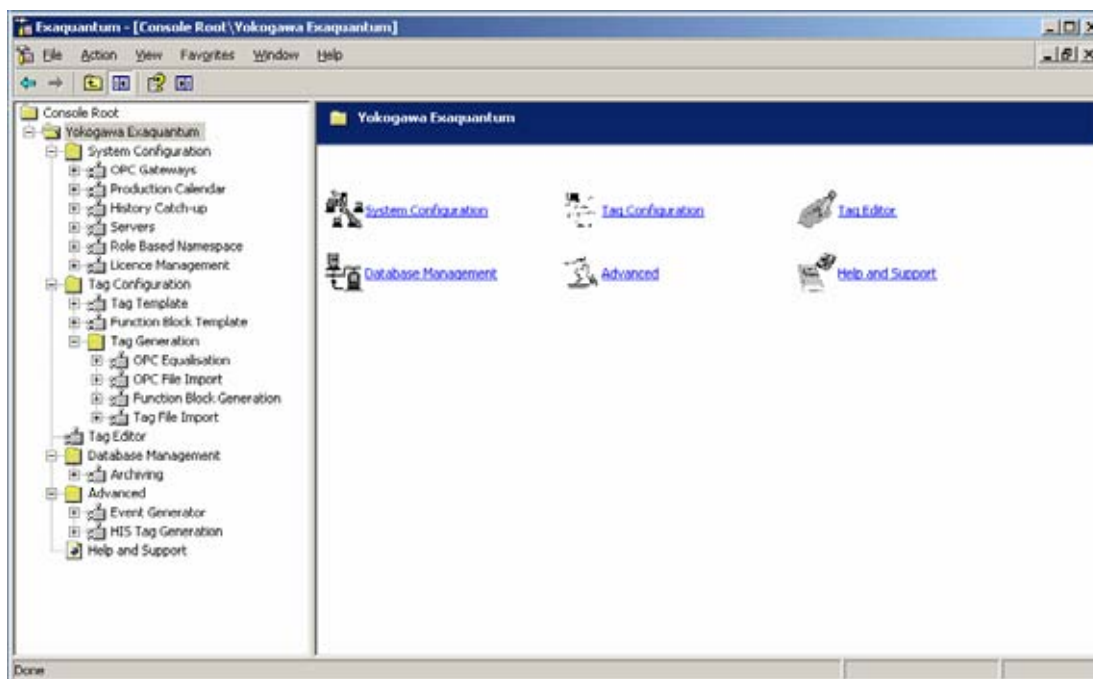 Exaquantum - [Console Root\Yokogawa Exaquantum]
File Action View Favorites Window Help
Console Root
Yokogawa Exaquantum
System Configuration
OPC Gateways
Production Calendar
History Catch-up
Servers
Role Based Namespace
Licence Management
Tag Configuration
Tag Template
Function Block Template
Tag Generation
OPC Equalisation
OPC File Import
Function Block Generation
Tag File Import
Tag Editor
Database Management
Archiving
Advanced
Event Generator
HIS Tag Generation
Help and Support
Yokogawa Exaquantum
System Configuration Tag Configuration Tag Editor
Database Management Advanced Help and Support
Done